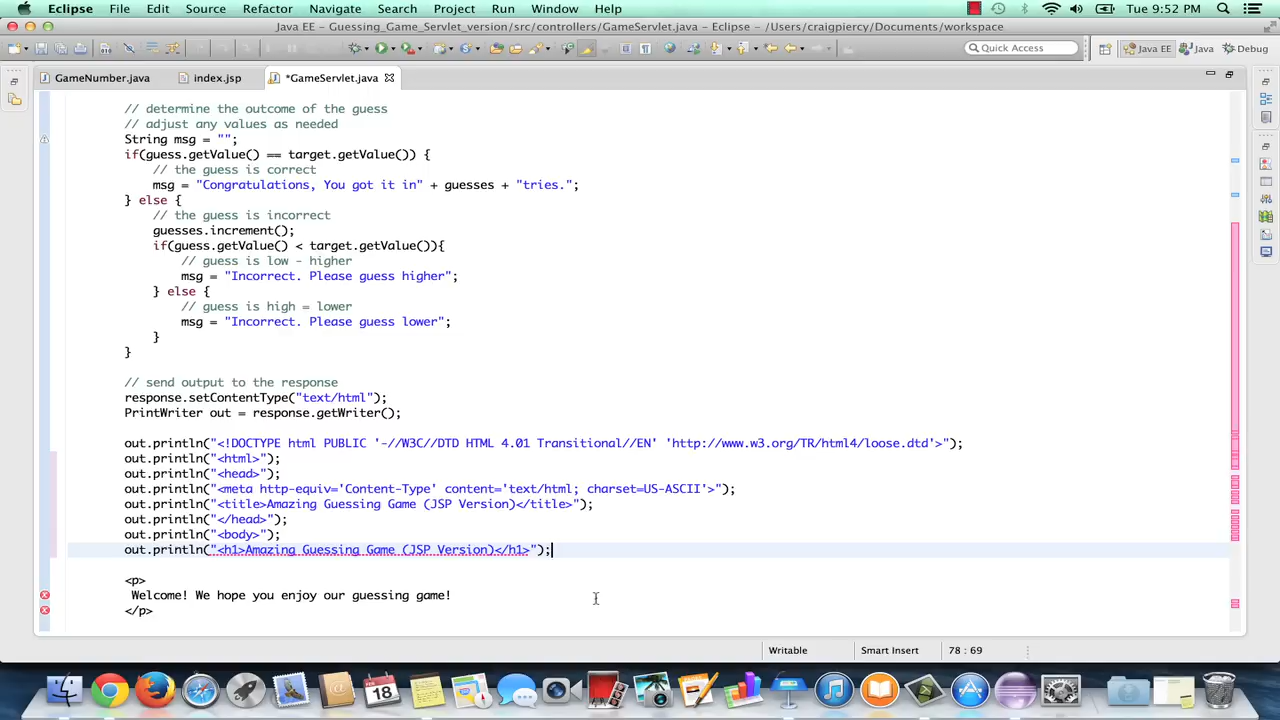 Eclipse File Edit Source Refactor Navigate Search Project Run Window Help Tue 9:52 PM
Java EE - Guessing_Game_Servlet_version/src/controllers/GameServlet.java - Eclipse - /Users/craigpiercy/Documents/workspace
Quick Access Java EE Java Debug
GameNumber.java index.jsp *GameServlet.java
// determine the outcome of the guess
// adjust any values as needed
String msg = "";
if(guess.getValue() == target.getValue()) {
// the guess is correct
msg = "Congratulations, You got it in" + guesses + "tries.";
} else {
// the guess is incorrect
guesses.increment();
if(guess.getValue() < target.getValue()){
// guess is low - higher
msg = "Incorrect. Please guess higher";
} else {
// guess is high = lower
msg = "Incorrect. Please guess lower";
}
}
// send output to the response
response.setContentType("text/html");
PrintWriter out = response.getWriter();
out.println("<!DOCTYPE html PUBLIC '-//W3C//DTD HTML 4.01 Transitional//EN' 'http://www.w3.org/TR/html4/loose.dtd'>");
out.println("<html>");
out.println("<head>");
out.println("<meta http-equiv='Content-Type' content='text/html; charset=US-ASCII'>");
out.println("<title>Amazing Guessing Game (JSP Version)</title>");
out.println("</head>");
out.println("<body>");
out.println("<h1>Amazing Guessing Game (JSP Version)</h1>");
<p>
Welcome! We hope you enjoy our guessing game!
</p>
Writable Smart Insert 78 : 69
18